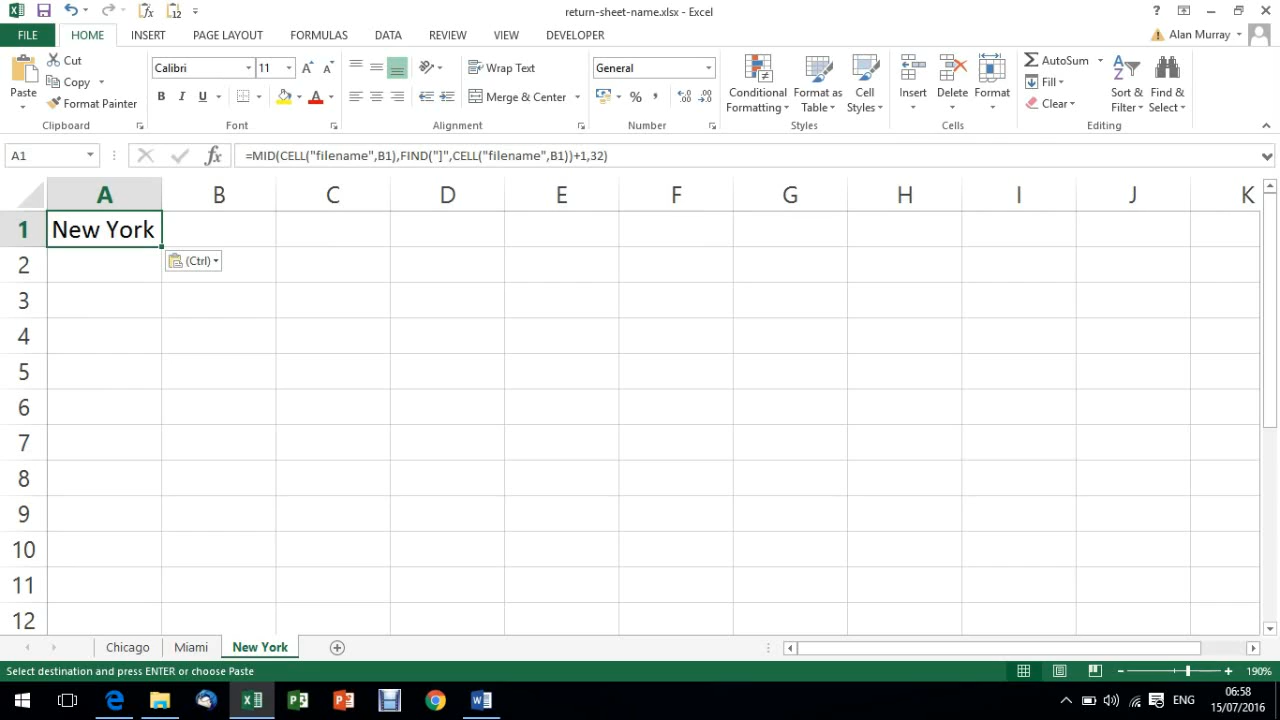 return-sheet-name.xlsx - Excel
?
FILE HOME INSERT PAGE LAYOUT FORMULAS DATA REVIEW VIEW DEVELOPER Alan Murray
Paste
Cut
Copy
Format Painter
Clipboard
Calibri 11
B I U
Font
Wrap Text
Merge & Center
Alignment
General
%
Number
Conditional Formatting
Format as Table
Cell Styles
Styles
Insert Delete Format
Cells
AutoSum
Fill
Clear
Sort & Filter
Find & Select
Editing
A1 fx =MID(CELL("filename",B1),FIND("]",CELL("filename",B1))+1,32)
A B C D E F G H I J K
1 New York
2 (Ctrl)
3
4
5
6
7
8
9
10
11
12
Chicago Miami New York
Select destination and press ENTER or choose Paste 190%
ENG 06:58
15/07/2016